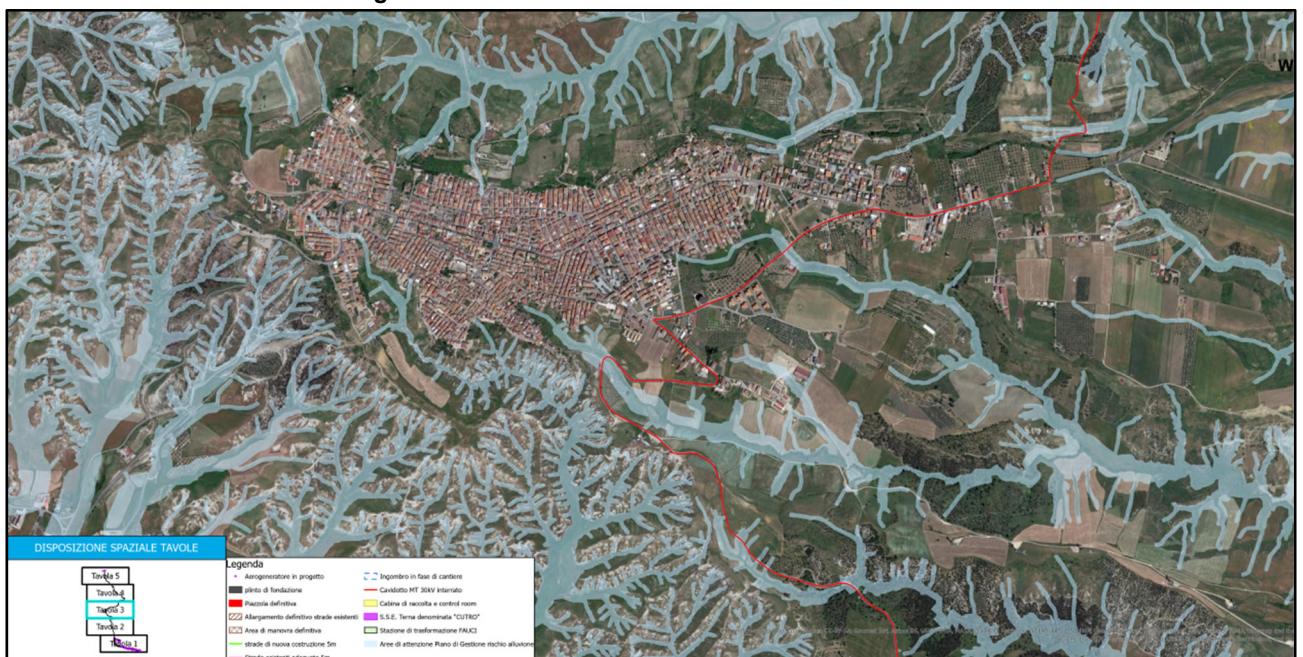 W
DISPOSIZIONE SPAZIALE TAVOLE
Tavola 5
Tavola 4
Tavola 3
Tavola 2
Tavola 1
Legenda
Aerogeneratore in progetto
plinto di fondazione
Piazzola definitiva
Allargamento definitivo strade esistenti
Area di manovra definitiva
strade di nuova costruzione 5m
Ingombro in fase di cantiere
Cavidotto MT 30kV interrato
Cabina di raccolta e control room
S.S.E. Terna denominata "CUTRO"
Stazione di trasformazione FAUCI
Aree di attenzione Piano di Gestione rischio alluvione